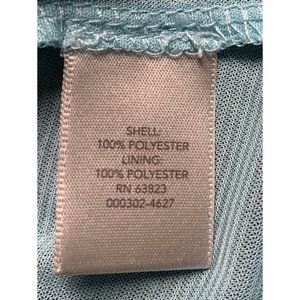 SHELL:
100% POLYESTER
LINING:
100% POLYESTER
RN 63823
000302-4627